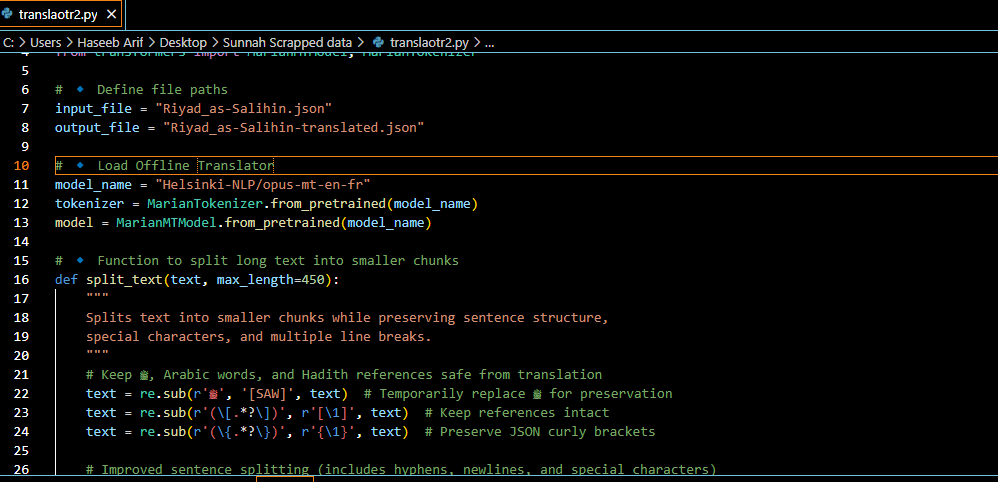 translaotr2.py ×
C: > Users > Haseeb Arif > Desktop > Sunnah Scrapped data > translaotr2.py > ...
4 from transformers import MarianMTModel, MarianTokenizer
5
6 # 🔹 Define file paths
7 input_file = "Riyad_as-Salihin.json"
8 output_file = "Riyad_as-Salihin-translated.json"
9
10 # 🔹 Load Offline Translator
11 model_name = "Helsinki-NLP/opus-mt-en-fr"
12 tokenizer = MarianTokenizer.from_pretrained(model_name)
13 model = MarianMTModel.from_pretrained(model_name)
14
15 # 🔹 Function to split long text into smaller chunks
16 def split_text(text, max_length=450):
17 """
18 Splits text into smaller chunks while preserving sentence structure,
19 special characters, and multiple line breaks.
20 """
21 # Keep ﷺ, Arabic words, and Hadith references safe from translation
22 text = re.sub(r'ﷺ', '[SAW]', text)  # Temporarily replace ﷺ for preservation
23 text = re.sub(r'(\[.*?\])', r'[\1]', text)  # Keep references intact
24 text = re.sub(r'(\{.*?\})', r'{\1}', text)  # Preserve JSON curly brackets
25
26 # Improved sentence splitting (includes hyphens, newlines, and special characters)